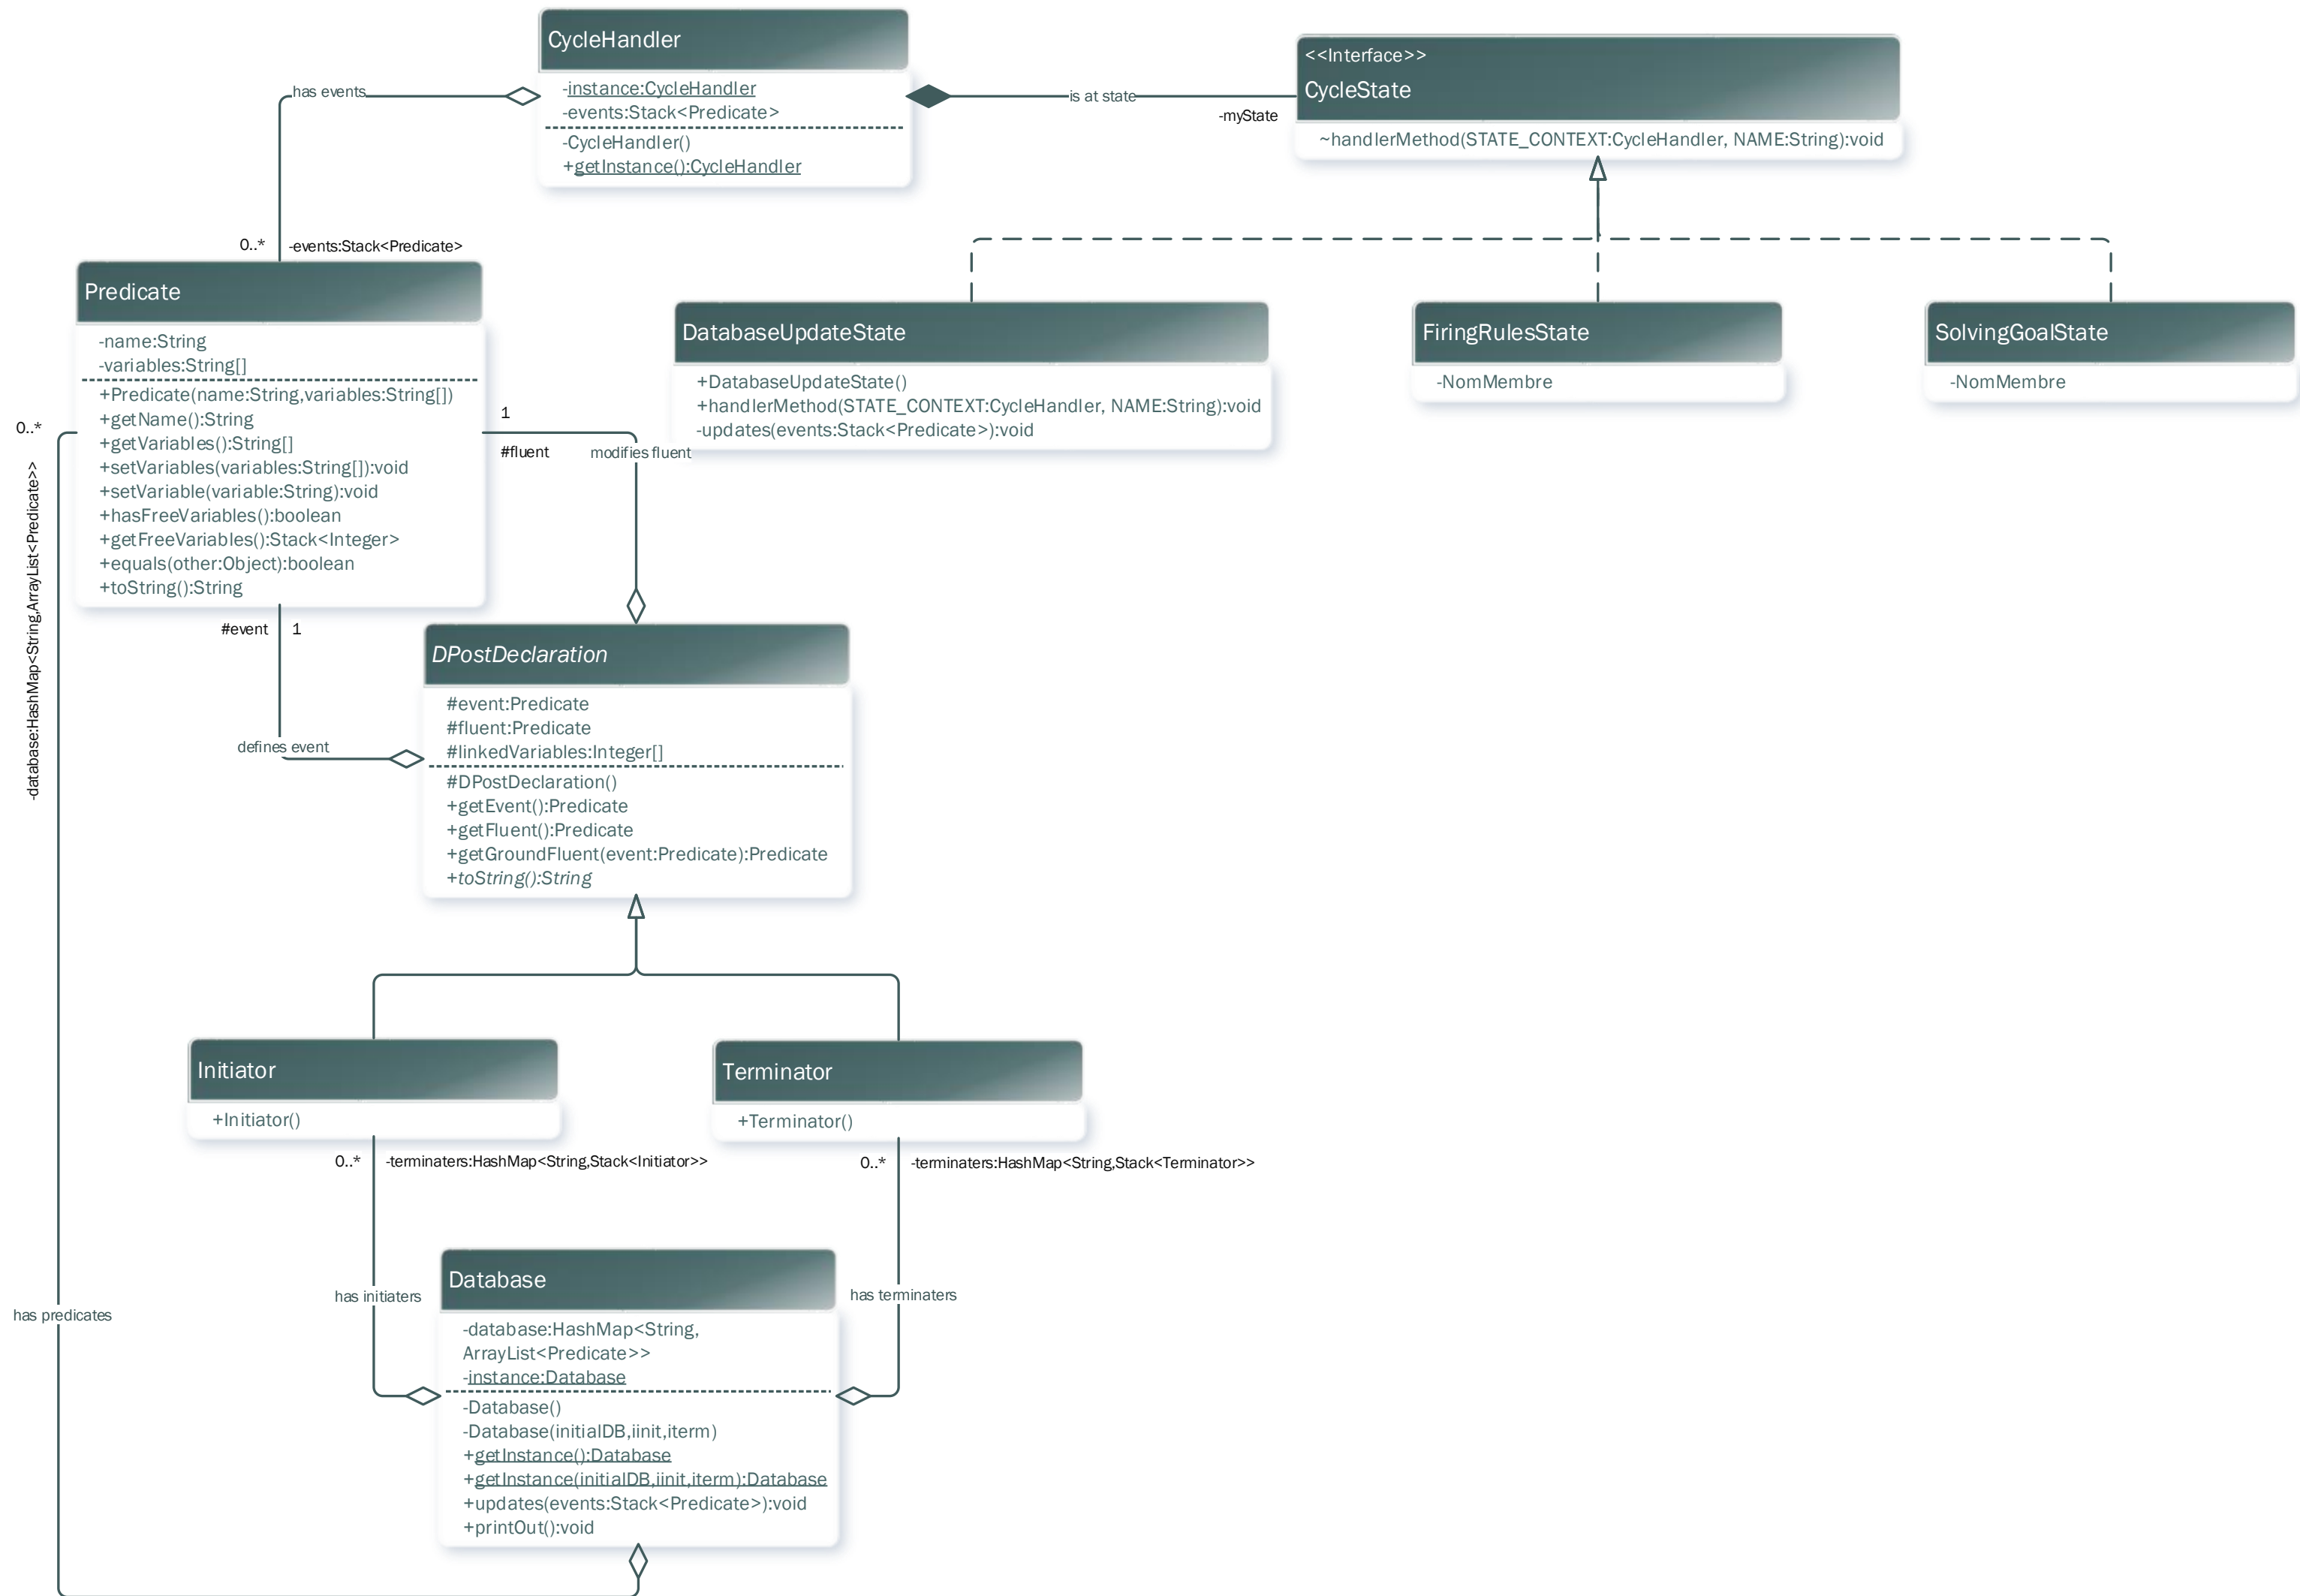 CycleHandler
-instance:CycleHandler
-events:Stack<Predicate>
-CycleHandler()
+getInstance():CycleHandler
has events
is at state
-myState
<<Interface>>
CycleState
~handlerMethod(STATE_CONTEXT:CycleHandler, NAME:String):void
0..*
-events:Stack<Predicate>
Predicate
-name:String
-variables:String[]
+Predicate(name:String,variables:String[])
+getName():String
+getVariables():String[]
+setVariables(variables:String[]):void
+setVariable(variable:String):void
+hasFreeVariables():boolean
+getFreeVariables():Stack<Integer>
+equals(other:Object):boolean
+toString():String
DatabaseUpdateState
+DatabaseUpdateState()
+handlerMethod(STATE_CONTEXT:CycleHandler, NAME:String):void
-updates(events:Stack<Predicate>):void
FiringRulesState
-NomMembre
SolvingGoalState
-NomMembre
0..*
-database:HashMap<String,ArrayList<Predicate>>
1
#fluent
modifies fluent
#event
1
defines event
DPostDeclaration
#event:Predicate
#fluent:Predicate
#linkedVariables:Integer[]
#DPostDeclaration()
+getEvent():Predicate
+getFluent():Predicate
+getGroundFluent(event:Predicate):Predicate
+toString():String
Initiator
+Initiator()
Terminator
+Terminator()
0..*
-terminaters:HashMap<String,Stack<Initiator>>
0..*
-terminaters:HashMap<String,Stack<Terminator>>
has initiaters
has terminaters
has predicates
Database
-database:HashMap<String,
ArrayList<Predicate>>
-instance:Database
-Database()
-Database(initialDB,iinit,iterm)
+getInstance():Database
+getInstance(initialDB,iinit,iterm):Database
+updates(events:Stack<Predicate>):void
+printOut():void